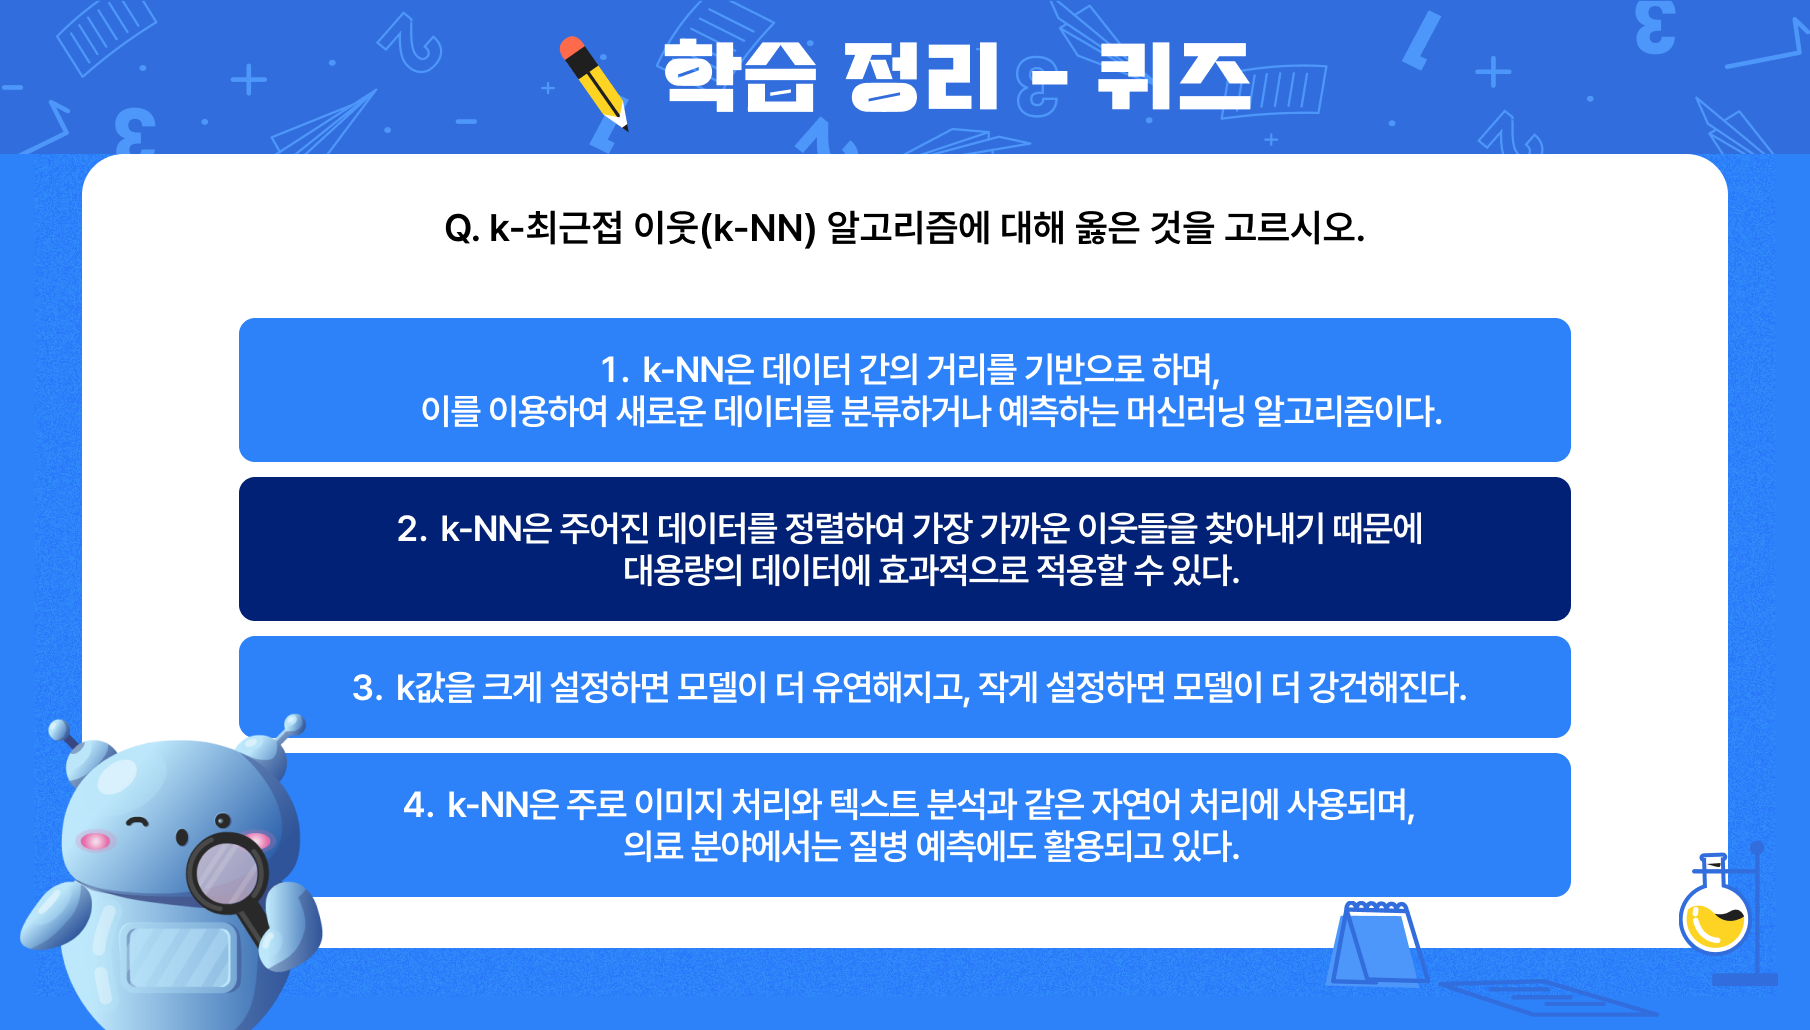 학습 정리 - 퀴즈
Q. k-최근접 이웃(k-NN) 알고리즘에 대해 옳은 것을 고르시오.
1. k-NN은 데이터 간의 거리를 기반으로 하며,
이를 이용하여 새로운 데이터를 분류하거나 예측하는 머신러닝 알고리즘이다.
2. k-NN은 주어진 데이터를 정렬하여 가장 가까운 이웃들을 찾아내기 때문에
대용량의 데이터에 효과적으로 적용할 수 있다.
3. k값을 크게 설정하면 모델이 더 유연해지고, 작게 설정하면 모델이 더 강건해진다.
4. k-NN은 주로 이미지 처리와 텍스트 분석과 같은 자연어 처리에 사용되며,
의료 분야에서는 질병 예측에도 활용되고 있다.